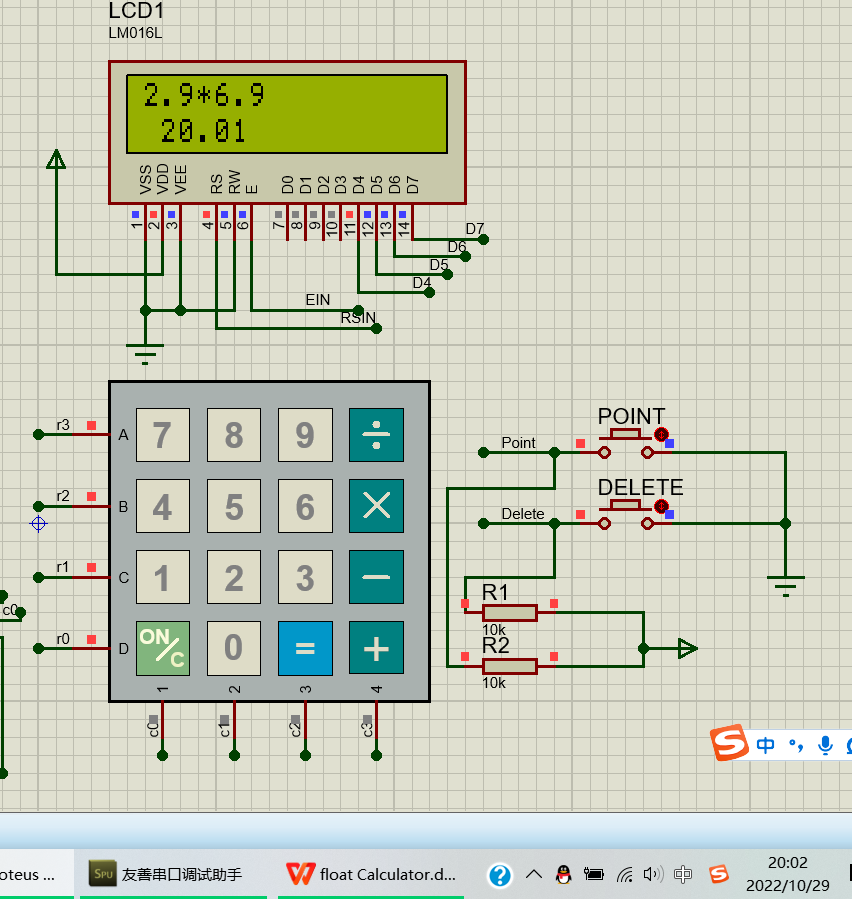 LCD1
LM016L
2.9*6.9
20.01
VSS VDD VEE RS RW E D0 D1 D2 D3 D4 D5 D6 D7
1 2 3 4 5 6 7 8 9 10 11 12 13 14
D7
D6
D5
D4
EIN
RSIN
r3 A 7 8 9 ÷
r2 B 4 5 6 ×
r1 C 1 2 3 −
c0
r0 D ON/C 0 = +
1 2 3 4
c0 c1 c2 c3
POINT
Point
DELETE
Delete
R1
10k
R2
10k
中
oteus ...
SPU 友善串口调试助手
float Calculator.d...
中
20:02
2022/10/29